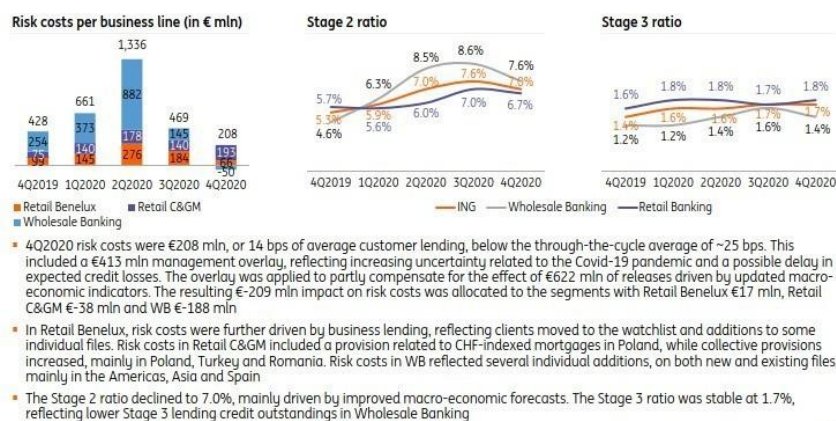 Risk costs per business line (in € mln)
1,336
882
178
276
661
373
140
145
428
254
75
99
469
145
140
184
208
193
66
-50
4Q2019 1Q2020 2Q2020 3Q2020 4Q2020
Retail Benelux Retail C&GM
Wholesale Banking
Stage 2 ratio
8.5% 8.6%
7.6%
6.3% 7.0% 7.6%
7.0%
5.7%
5.3% 5.9% 6.0% 7.0% 6.7%
4.6% 5.6%
4Q2019 1Q2020 2Q2020 3Q2020 4Q2020
ING Wholesale Banking Retail Banking
Stage 3 ratio
1.6% 1.8% 1.8% 1.7% 1.8%
1.4% 1.6% 1.6% 1.7% 1.7%
1.2% 1.2% 1.4% 1.6% 1.4%
4Q2019 1Q2020 2Q2020 3Q2020 4Q2020
▪ 4Q2020 risk costs were €208 mln, or 14 bps of average customer lending, below the through-the-cycle average of ~25 bps. This
included a €413 mln management overlay, reflecting increasing uncertainty related to the Covid-19 pandemic and a possible delay in
expected credit losses. The overlay was applied to partly compensate for the effect of €622 mln of releases driven by updated macro-
economic indicators. The resulting €-209 mln impact on risk costs was allocated to the segments with Retail Benelux €17 mln, Retail
C&GM €-38 mln and WB €-188 mln
▪ In Retail Benelux, risk costs were further driven by business lending, reflecting clients moved to the watchlist and additions to some
individual files. Risk costs in Retail C&GM included a provision related to CHF-indexed mortgages in Poland, while collective provisions
increased, mainly in Poland, Turkey and Romania. Risk costs in WB reflected several individual additions, on both new and existing files,
mainly in the Americas, Asia and Spain
▪ The Stage 2 ratio declined to 7.0%, mainly driven by improved macro-economic forecasts. The Stage 3 ratio was stable at 1.7%,
reflecting lower Stage 3 lending credit outstandings in Wholesale Banking